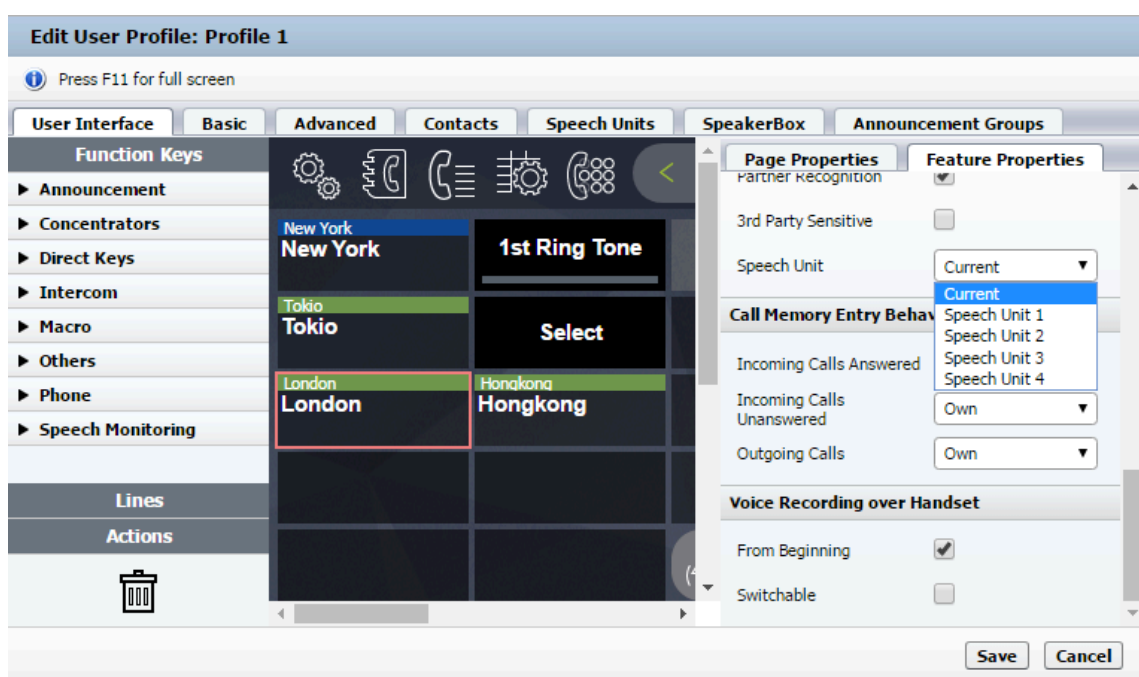 Edit User Profile: Profile 1
Press F11 for full screen
User Interface Basic Advanced Contacts Speech Units SpeakerBox Announcement Groups
Function Keys
Announcement
Concentrators
Direct Keys
Intercom
Macro
Others
Phone
Speech Monitoring
Lines
Actions
New York
New York
1st Ring Tone
Tokio
Tokio
Select
London
London
Hongkong
Hongkong
Page Properties Feature Properties
Partner Recognition
3rd Party Sensitive
Speech Unit Current
Current
Speech Unit 1
Speech Unit 2
Speech Unit 3
Speech Unit 4
Call Memory Entry Behav
Incoming Calls Answered
Incoming Calls
Unanswered
Own
Outgoing Calls Own
Voice Recording over Handset
From Beginning
Switchable
Save Cancel